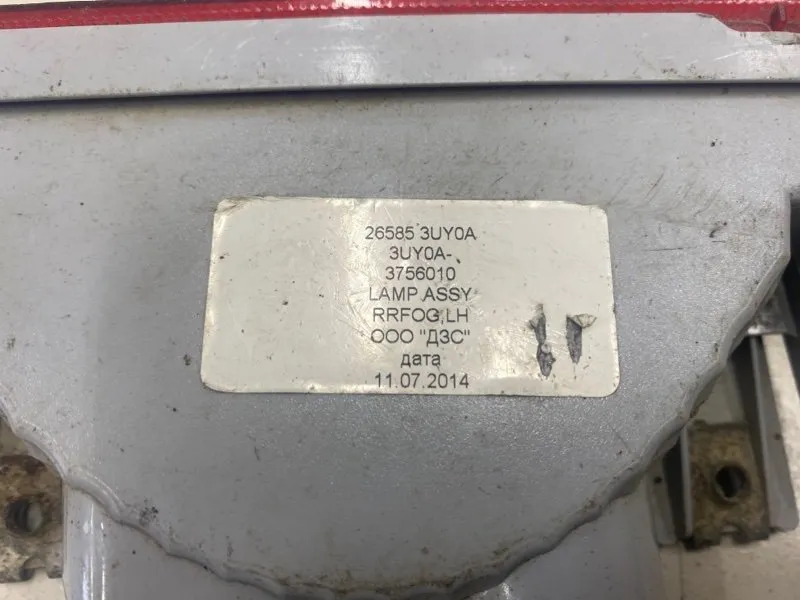 26585 3UY0A
3UY0A-
3756010
LAMP ASSY
RRFOG,LH
ООО "ДЗС"
дата
11.07.2014